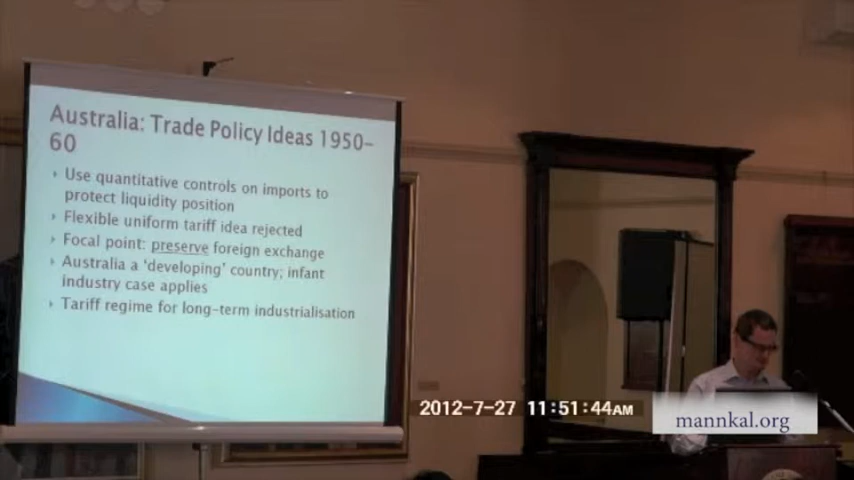 Australia: Trade Policy Ideas 1950-
60
Use quantitative controls on imports to
protect liquidity position
Flexible uniform tariff idea rejected
Focal point: preserve foreign exchange
Australia a 'developing' country; infant
industry case applies
Tariff regime for long-term industrialisation
2012-7-27 11:51:44AM
mannkal.org